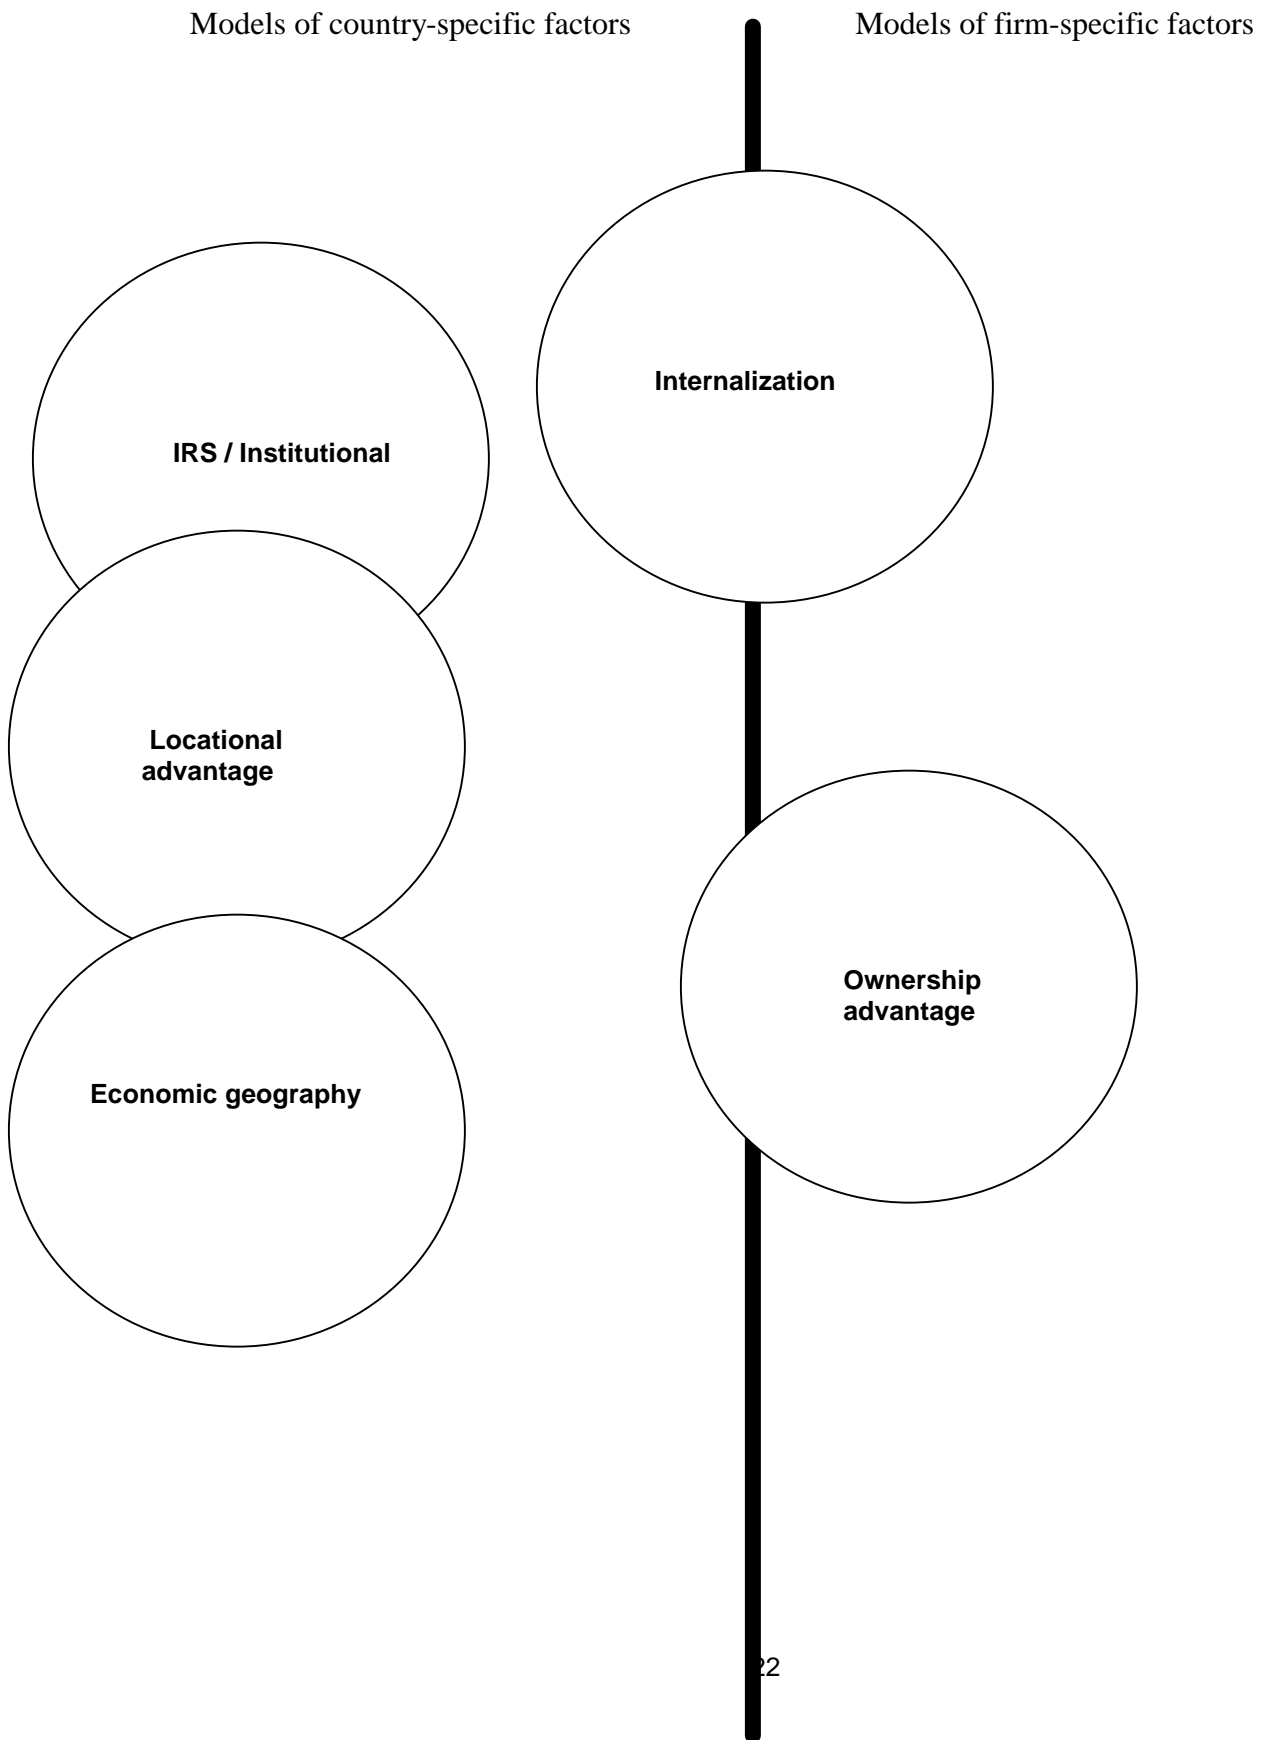 Models of country-specific factors
Models of firm-specific factors
Internalization
IRS / Institutional
Locational
advantage
Ownership
advantage
Economic geography
22